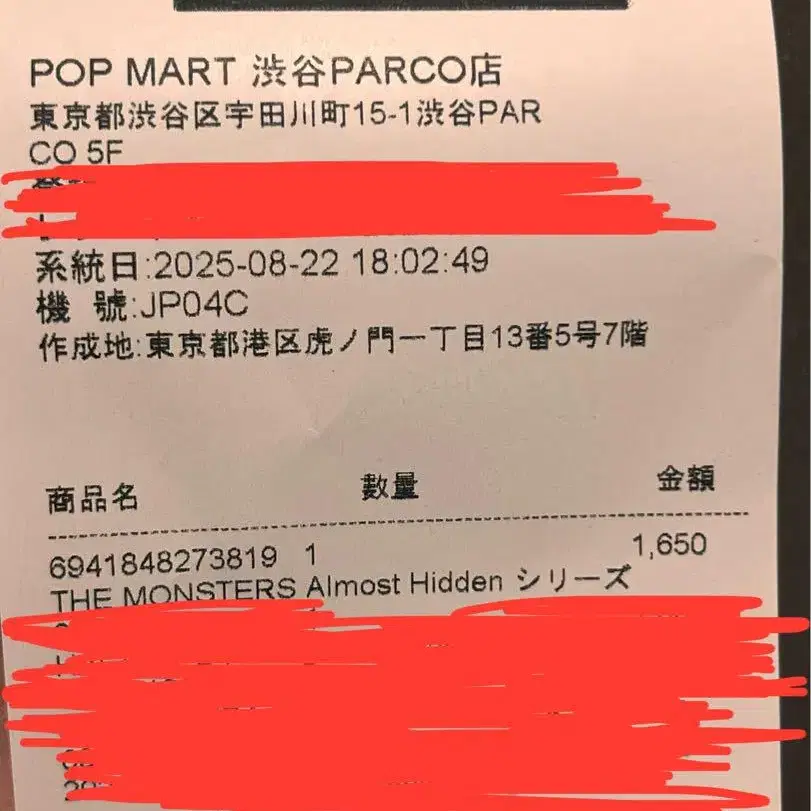 POP MART 渋谷PARCO店
東京都渋谷区宇田川町15-1渋谷PAR
CO 5F
系統日:2025-08-22 18:02:49
機 號:JP04C
作成地:東京都港区虎ノ門一丁目13番5号7階
商品名 數量 金額
6941848273819 1 1,650
THE MONSTERS Almost Hidden シリーズ